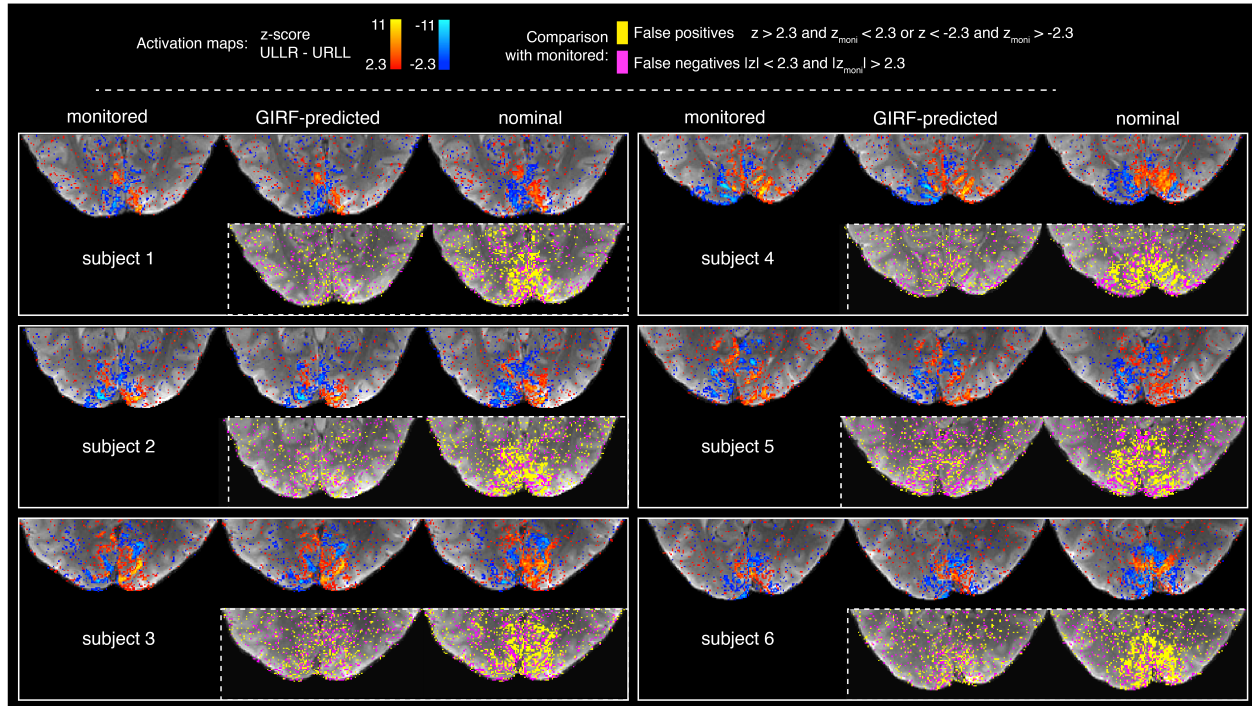 Activation maps:
z-score
ULLR - URLL
11
2.3
-11
-2.3
Comparison
with monitored:
False positives z > 2.3 and z_moni < 2.3 or z < -2.3 and z_moni > -2.3
False negatives |z| < 2.3 and |z_moni| > 2.3
monitored GIRF-predicted nominal
monitored GIRF-predicted nominal
subject 1
subject 4
subject 2
subject 5
subject 3
subject 6